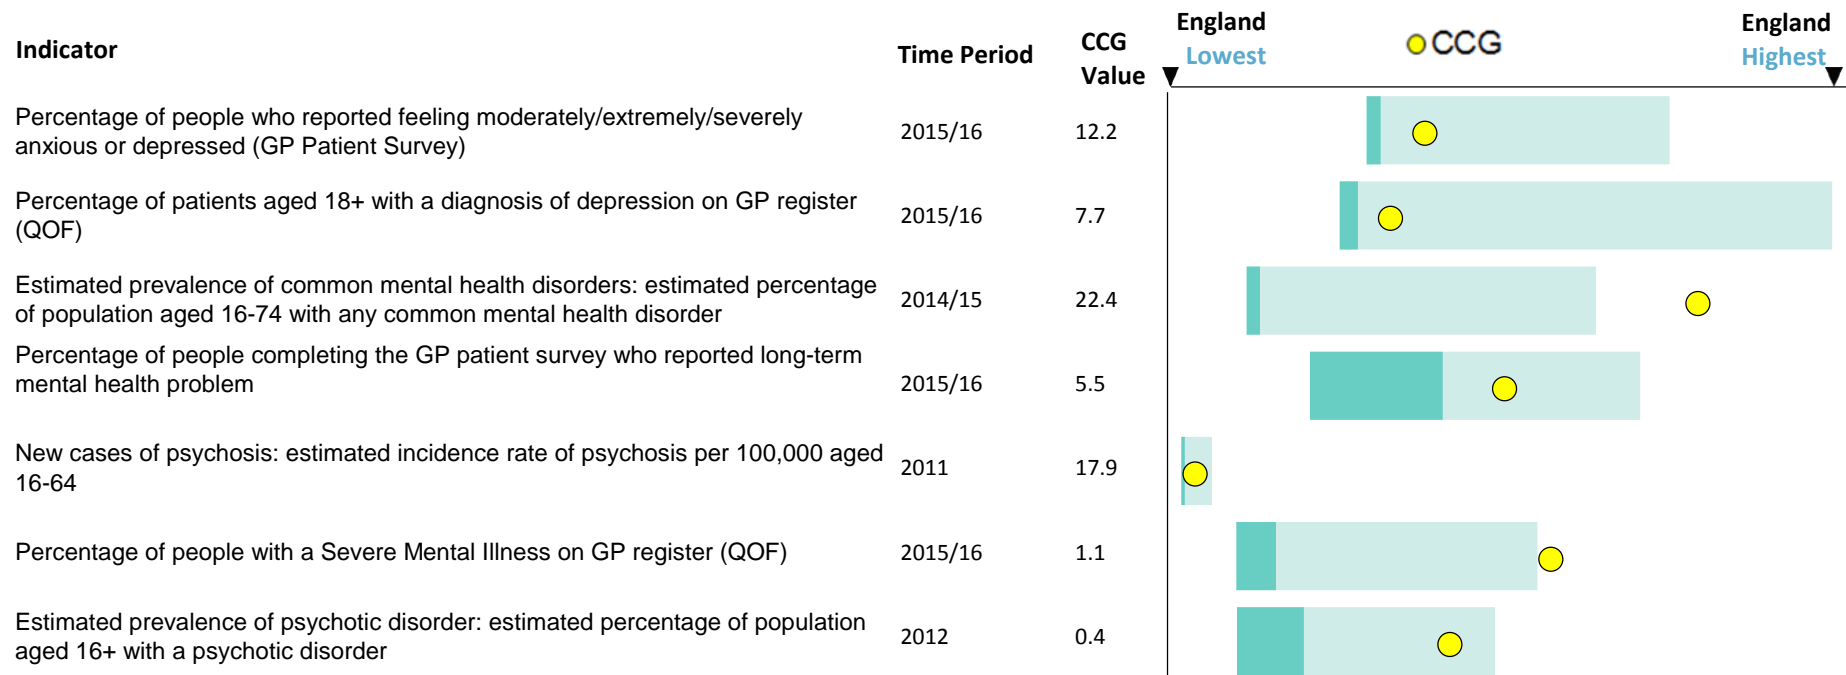 Indicator
Time Period
CCG
Value
England
Lowest
CCG
England
Highest
Percentage of people who reported feeling moderately/extremely/severely
anxious or depressed (GP Patient Survey)
2015/16
12.2
Percentage of patients aged 18+ with a diagnosis of depression on GP register
(QOF)
2015/16
7.7
Estimated prevalence of common mental health disorders: estimated percentage
of population aged 16-74 with any common mental health disorder
2014/15
22.4
Percentage of people completing the GP patient survey who reported long-term
mental health problem
2015/16
5.5
New cases of psychosis: estimated incidence rate of psychosis per 100,000 aged
16-64
2011
17.9
Percentage of people with a Severe Mental Illness on GP register (QOF)
2015/16
1.1
Estimated prevalence of psychotic disorder: estimated percentage of population
aged 16+ with a psychotic disorder
2012
0.4